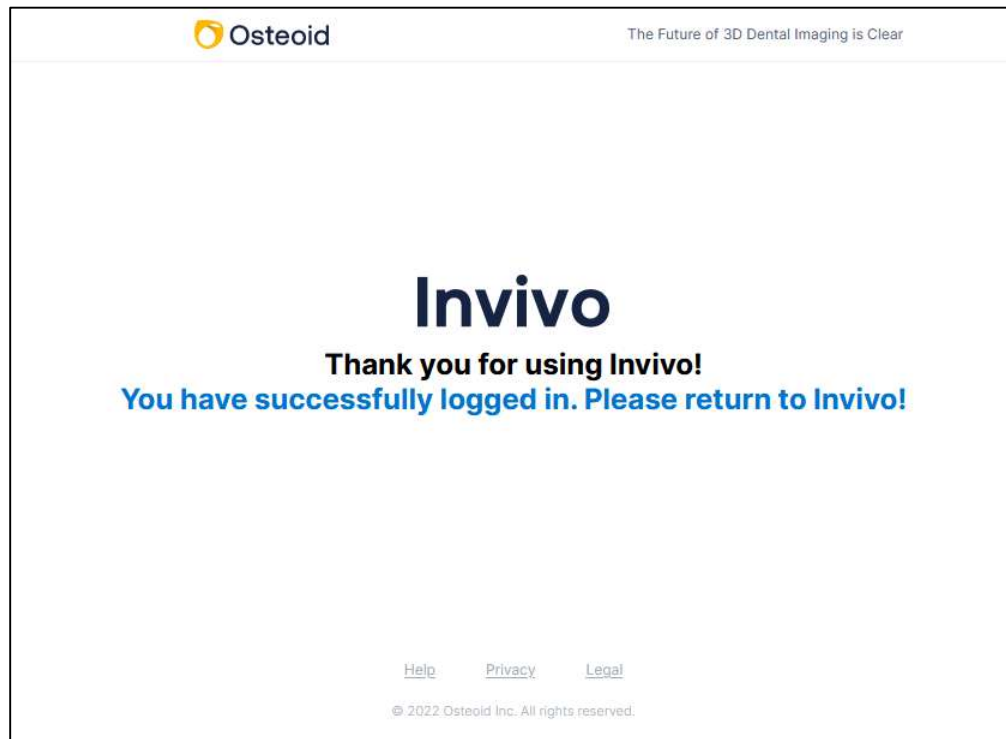 Osteoid
The Future of 3D Dental Imaging is Clear
Invivo
Thank you for using Invivo!
You have successfully logged in. Please return to Invivo!
Help Privacy Legal
© 2022 Osteoid Inc. All rights reserved.